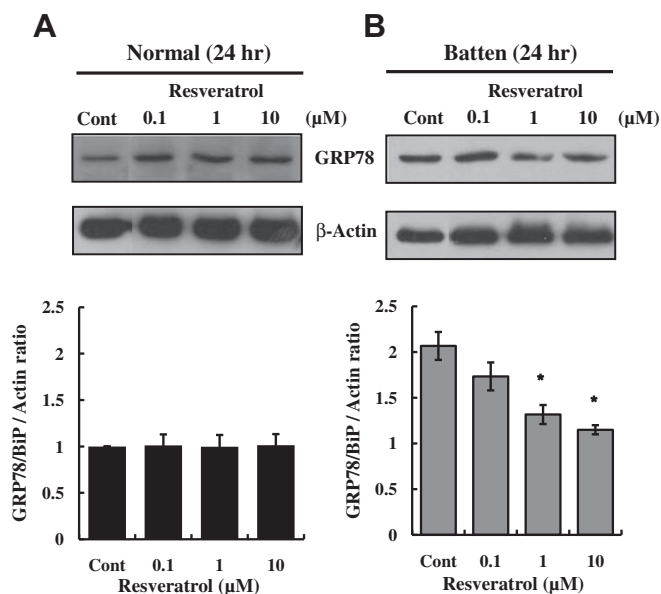 A
B
Normal (24 hr)
Batten (24 hr)
Resveratrol
Resveratrol
Cont 0.1 1 10 (μM)
Cont 0.1 1 10 (μM)
GRP78
β-Actin
GRP78/BiP / Actin ratio
2.5
2
1.5
1
0.5
0
Cont 0.1 1 10
Resveratrol (μM)
GRP78/BiP / Actin ratio
2.5
2
1.5
1
0.5
0
*
*
Cont 0.1 1 10
Resveratrol (μM)